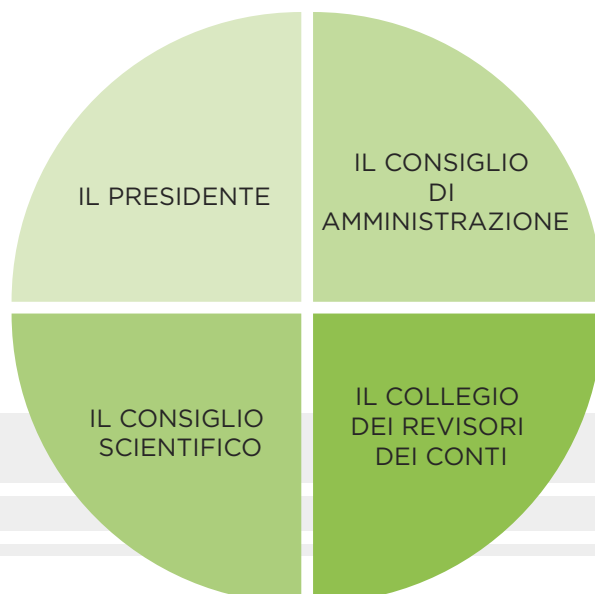 IL PRESIDENTE
IL CONSIGLIO
DI
AMMINISTRAZIONE
IL CONSIGLIO
SCIENTIFICO
IL COLLEGIO
DEI REVISORI
DEI CONTI